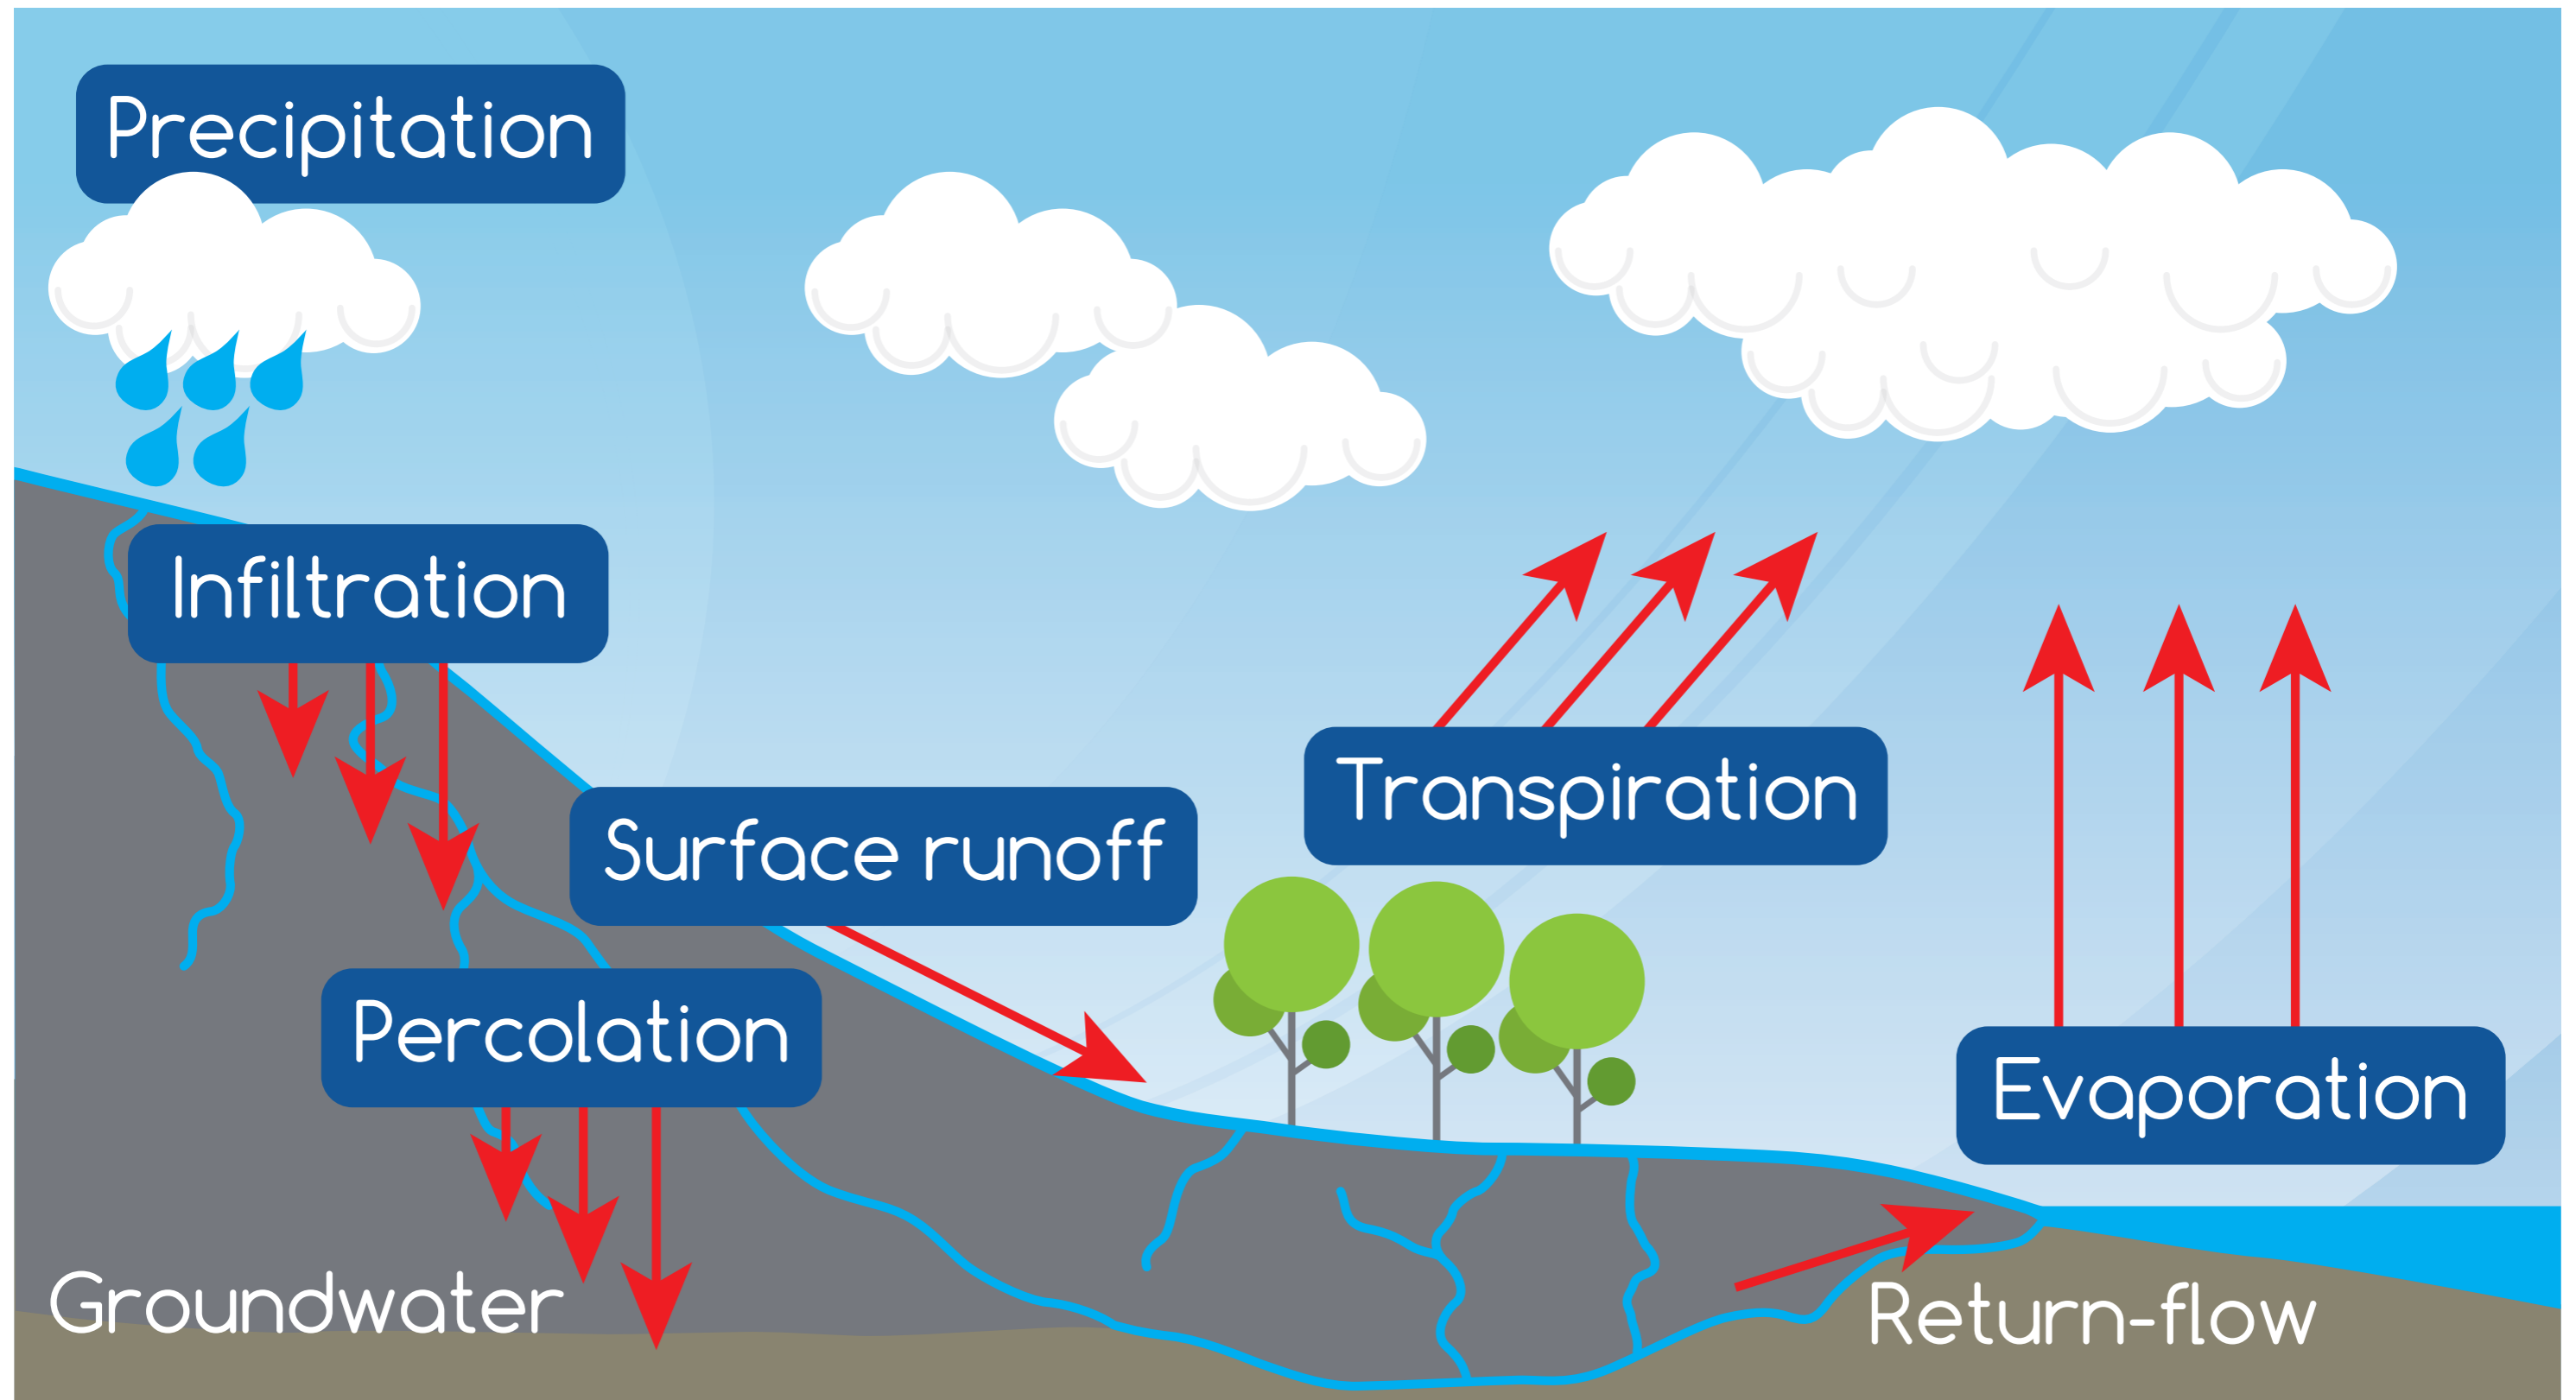 Precipitation
Infiltration
Transpiration
Surface runoff
Percolation
Evaporation
Groundwater
Return-flow